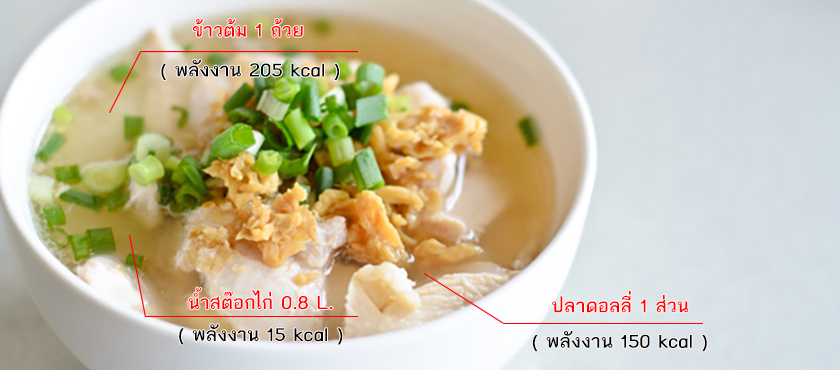 ข้าวต้ม 1 ถ้วย
( พลังงาน 205 kcal )
น้ำสต๊อกไก่ 0.8 L.
( พลังงาน 15 kcal )
ปลาดอลลี่ 1 ส่วน
( พลังงาน 150 kcal )